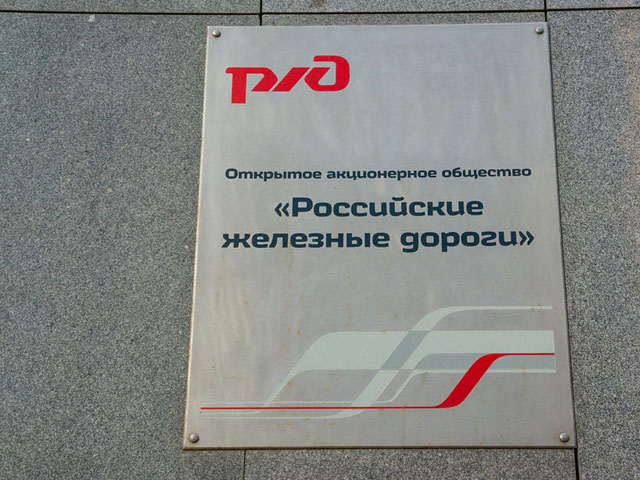 ржд
Открытое акционерное общество
«Российские
железные дороги»